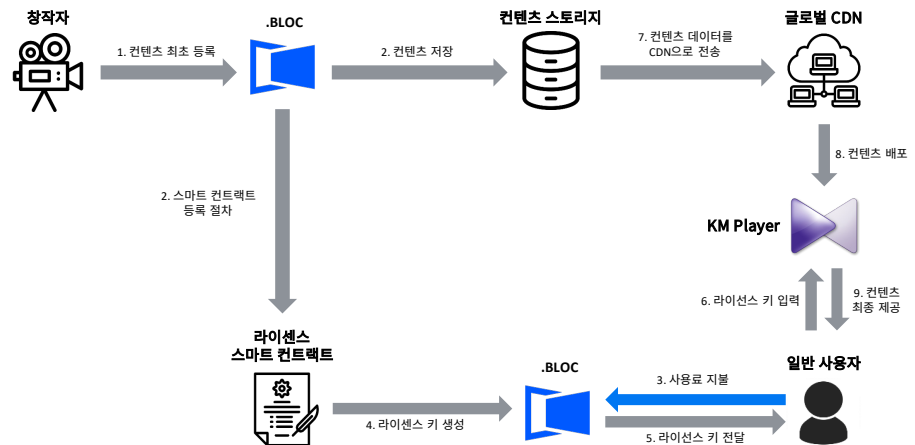 창작자
.BLOC
컨텐츠 스토리지
글로벌 CDN
1. 컨텐츠 최초 등록
2. 컨텐츠 저장
7. 컨텐츠 데이터를
CDN으로 전송
8. 컨텐츠 배포
2. 스마트 컨트랙트
등록 절차
KM Player
6. 라이선스 키 입력
9. 컨텐츠
최종 제공
라이센스
스마트 컨트랙트
.BLOC
일반 사용자
3. 사용료 지불
4. 라이센스 키 생성
5. 라이선스 키 전달